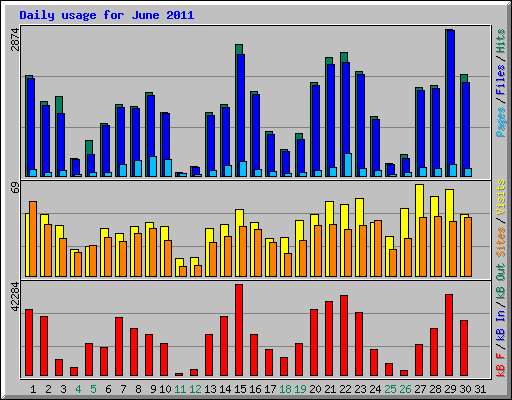 Daily usage for June 2011
2874
Pages / Files / Hits
69
Sites / Visits
42284
kB F / kB In / kB Out
1 2 3 4 5 6 7 8 9 10 11 12 13 14 15 16 17 18 19 20 21 22 23 24 25 26 27 28 29 30 31